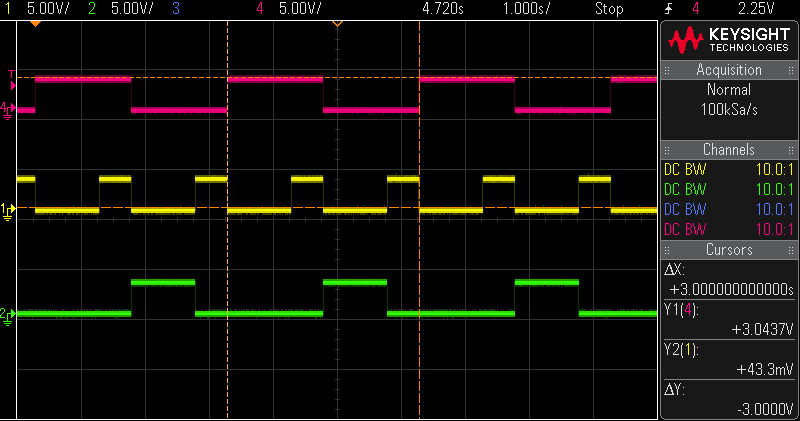 1 5.00V/ 2 5.00V/ 3 4 5.00V/ 4.720s 1.000s/ Stop 4 2.25V
KEYSIGHT
TECHNOLOGIES
Acquisition
Normal
100kSa/s
Channels
DC BW 10.0:1
DC BW 10.0:1
DC BW 10.0:1
DC BW 10.0:1
Cursors
ΔX:
+3.000000000000s
Y1(4):
+3.0437V
Y2(1):
+43.3mV
ΔY:
-3.0000V
T
4
1
2